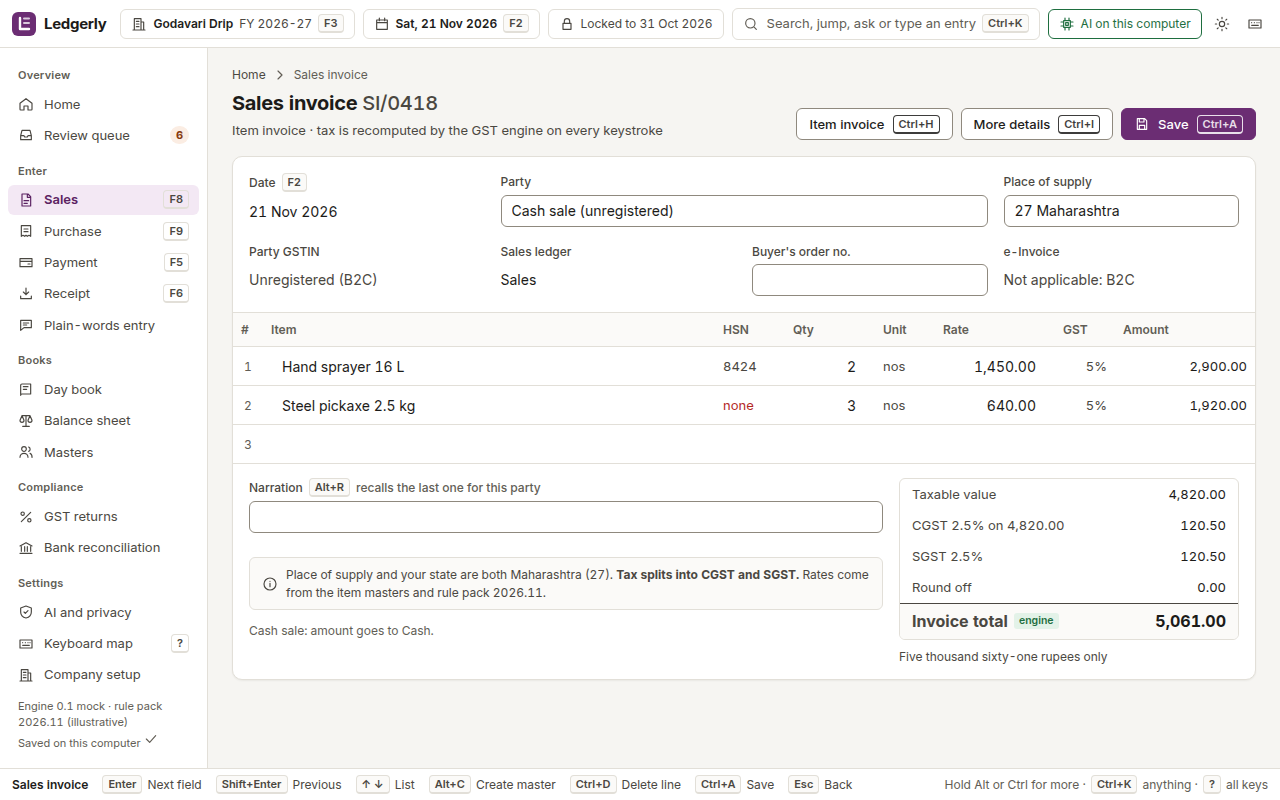 Ledgerly
Godavari Drip FY 2026-27 F3
Sat, 21 Nov 2026 F2
Locked to 31 Oct 2026
Search, jump, ask or type an entry Ctrl+K
AI on this computer
Overview
Home
Review queue 6
Enter
Sales F8
Purchase F9
Payment F5
Receipt F6
Plain-words entry
Books
Day book
Balance sheet
Masters
Compliance
GST returns
Bank reconciliation
Settings
AI and privacy
Keyboard map ?
Company setup
Engine 0.1 mock · rule pack
2026.11 (illustrative)
Saved on this computer
Home > Sales invoice
Sales invoice SI/0418
Item invoice · tax is recomputed by the GST engine on every keystroke
Item invoice Ctrl+H
More details Ctrl+I
Save Ctrl+A
Date F2
21 Nov 2026
Party
Cash sale (unregistered)
Place of supply
27 Maharashtra
Party GSTIN
Unregistered (B2C)
Sales ledger
Sales
Buyer's order no.
e-Invoice
Not applicable: B2C
# Item HSN Qty Unit Rate GST Amount
1 Hand sprayer 16 L 8424 2 nos 1,450.00 5% 2,900.00
2 Steel pickaxe 2.5 kg none 3 nos 640.00 5% 1,920.00
3
Narration Alt+R recalls the last one for this party
Place of supply and your state are both Maharashtra (27). Tax splits into CGST and SGST. Rates come
from the item masters and rule pack 2026.11.
Cash sale: amount goes to Cash.
Taxable value 4,820.00
CGST 2.5% on 4,820.00 120.50
SGST 2.5% 120.50
Round off 0.00
Invoice total engine 5,061.00
Five thousand sixty-one rupees only
Sales invoice Enter Next field Shift+Enter Previous ↑↓ List Alt+C Create master Ctrl+D Delete line Ctrl+A Save Esc Back Hold Alt or Ctrl for more · Ctrl+K anything · ? all keys